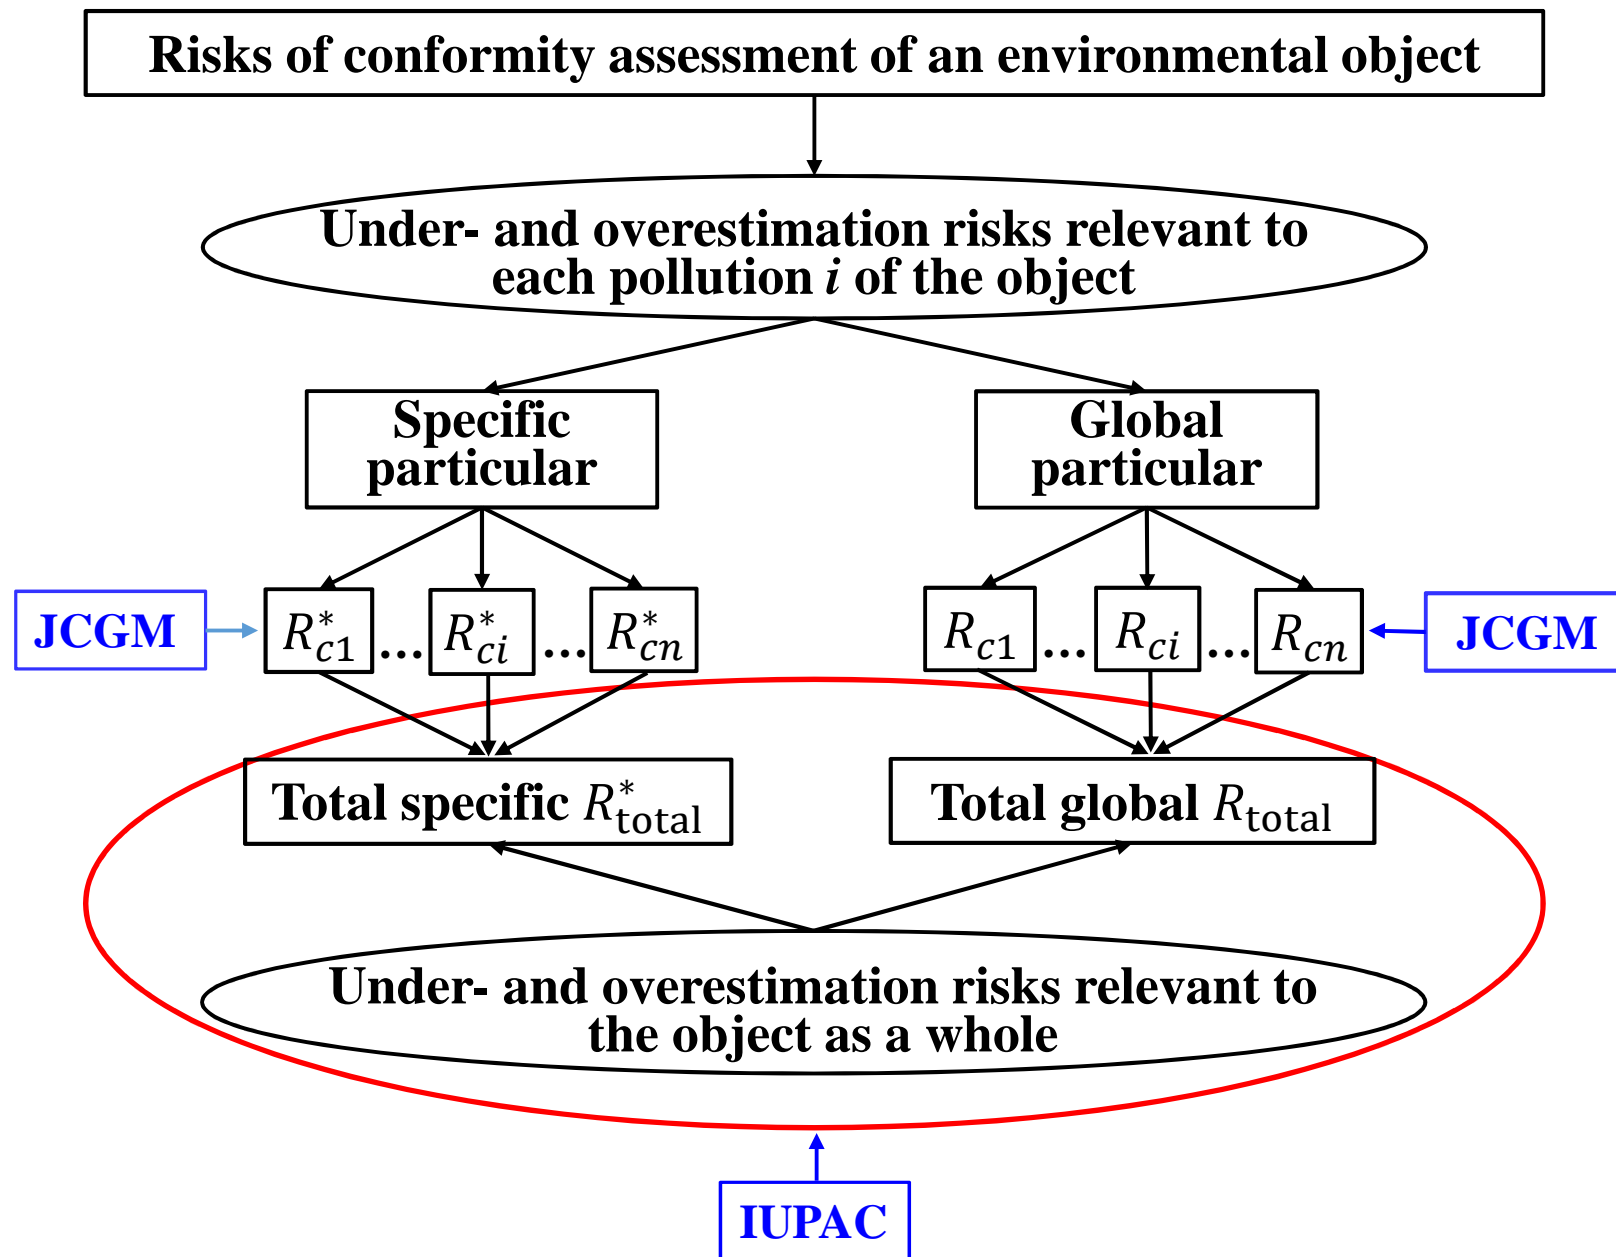 Risks of conformity assessment of an environmental object
Under- and overestimation risks relevant to
each pollution i of the object
Specific
particular
Global
particular
JCGM
R*c1 ... R*ci ... R*cn
Rc1 ... Rci ... Rcn
JCGM
Total specific R*total
Total global Rtotal
Under- and overestimation risks relevant to
the object as a whole
IUPAC